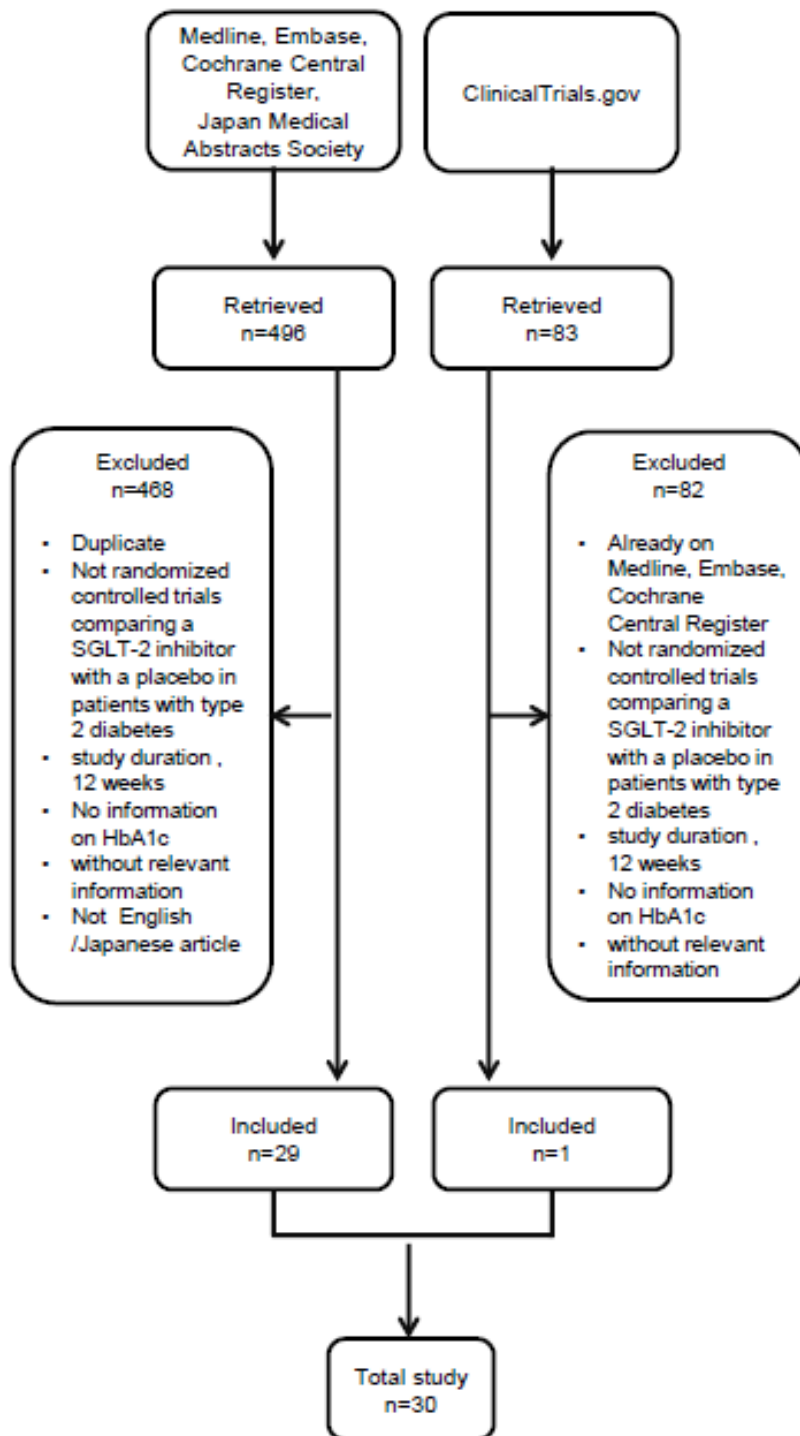 Medline, Embase,
Cochrane Central
Register,
Japan Medical
Abstracts Society
ClinicalTrials.gov
Retrieved
n=496
Retrieved
n=83
Excluded
n=468
• Duplicate
• Not randomized
controlled trials
comparing a
SGLT-2 inhibitor
with a placebo in
patients with type
2 diabetes
• study duration ,
12 weeks
• No information
on HbA1c
• without relevant
information
• Not English
/Japanese article
Excluded
n=82
• Already on
Medline, Embase,
Cochrane
Central Register
• Not randomized
controlled trials
comparing a
SGLT-2 inhibitor
with a placebo in
patients with type
2 diabetes
• study duration ,
12 weeks
• No information
on HbA1c
• without relevant
information
Included
n=29
Included
n=1
Total study
n=30